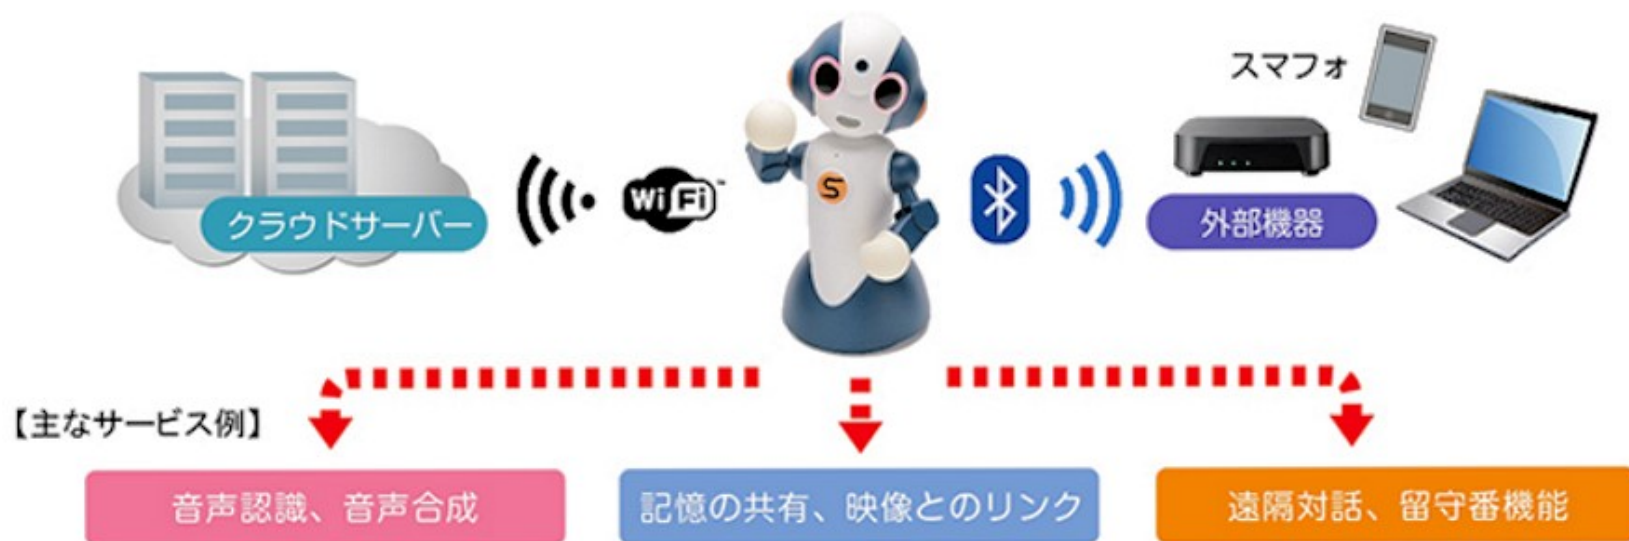 スマフォ
WiFi™
S
クラウドサーバー
外部機器
【主なサービス例】
音声認識、音声合成
記憶の共有、映像とのリンク
遠隔対話、留守番機能